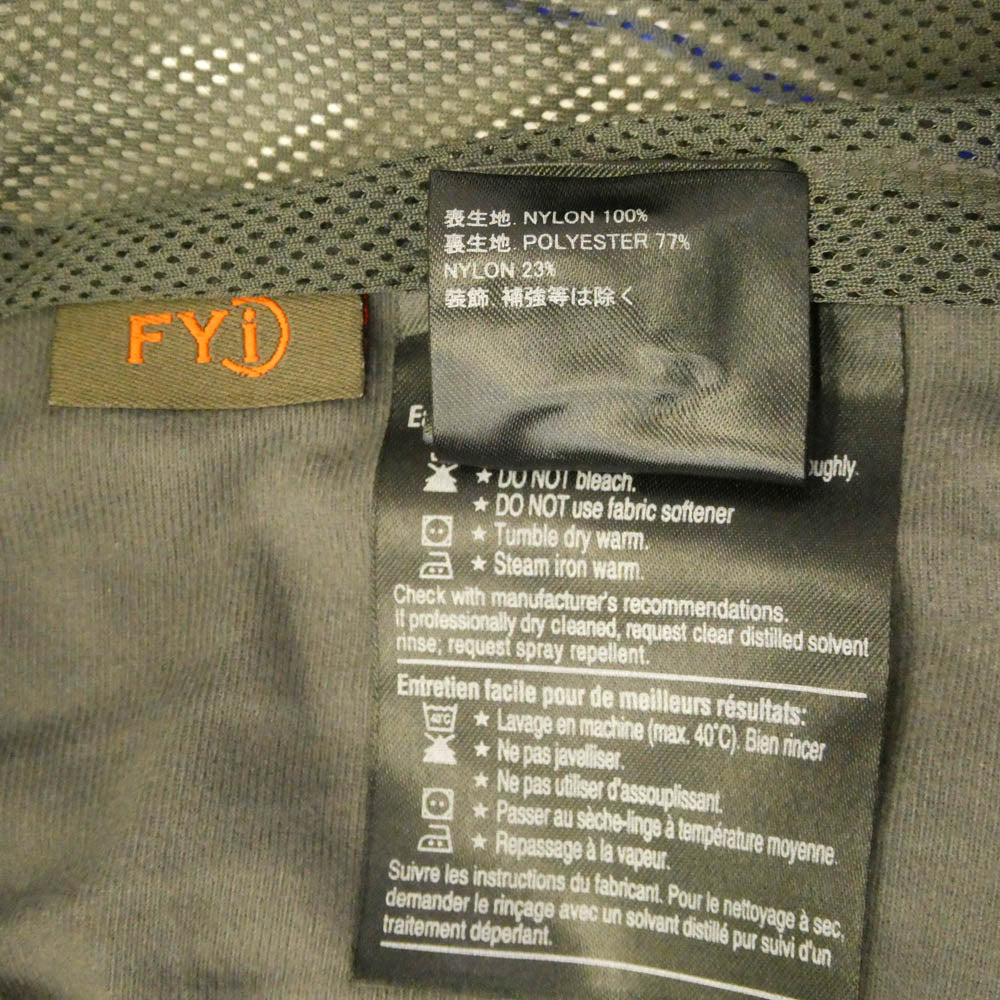 表生地. NYLON 100%
裏生地. POLYESTER 77%
NYLON 23%
装飾. 補強等は除く
FYi
★ DO NOT bleach.
★ DO NOT use fabric softener
★ Tumble dry warm.
★ Steam iron warm.
Check with manufacturer's recommendations.
If professionally dry cleaned, request clear distilled solvent
rinse; request spray repellent.
Entretien facile pour de meilleurs résultats:
40°C ★ Lavage en machine (max. 40°C). Bien rincer
★ Ne pas javelliser.
★ Ne pas utiliser d'assouplissant.
★ Passer au sèche-linge à température moyenne.
★ Repassage à la vapeur.
Suivre les instructions du fabricant. Pour le nettoyage à sec,
demander le rinçage avec un solvant distillé pur suivi d'un
traitement déperlant.